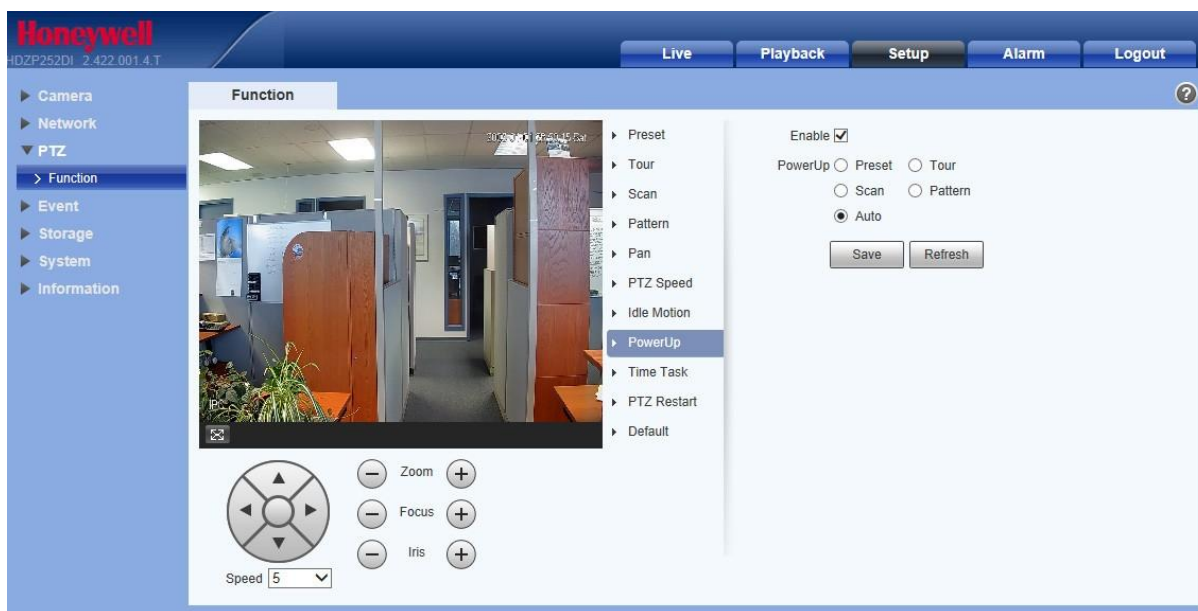 Honeywell
HDZP252DI 2.422.001.4.T
Live Playback Setup Alarm Logout
Camera
Network
PTZ
> Function
Event
Storage
System
Information
Function
?
IP:
Preset
Tour
Scan
Pattern
Pan
PTZ Speed
Idle Motion
PowerUp
Time Task
PTZ Restart
Default
Enable
PowerUp Preset Tour
Scan Pattern
Auto
Save Refresh
Zoom
Focus
Iris
Speed 5